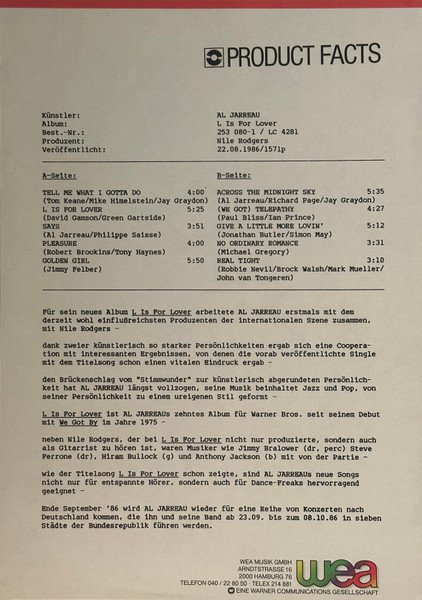 PRODUCT FACTS
Künstler: AL JARREAU
Album: L Is For Lover
Best.-Nr.: 253 080-1 / LC 4281
Produzent: Nile Rodgers
Veröffentlicht: 22.08.1986/157lp
A-Seite:
TELL ME WHAT I GOTTA DO 4:00
(Tom Keane/Mike Himelstein/Jay Graydon)
L IS FOR LOVER 5:25
(David Gamson/Green Gartside)
SAYS 3:51
(Al Jarreau/Philippe Saisse)
PLEASURE 4:00
(Robert Brookins/Tony Haynes)
GOLDEN GIRL 5:50
(Jimmy Felber)
B-Seite:
ACROSS THE MIDNIGHT SKY 5:35
(Al Jarreau/Richard Page/Jay Graydon)
(WE GOT) TELEPATHY 4:27
(Paul Bliss/Ian Prince)
GIVE A LITTLE MORE LOVIN' 5:12
(Jonathan Butler/Simon May)
NO ORDINARY ROMANCE 3:31
(Michael Gregory)
REAL TIGHT 3:10
(Robbie Nevil/Brock Walsh/Mark Mueller/
John van Tongeren)
Für sein neues Album L Is For Lover arbeitete AL JARREAU erstmals mit dem
derzeit wohl einflußreichsten Produzenten der internationalen Szene zusammen,
mit Nile Rodgers -
dank zweier künstlerisch so starker Persönlichkeiten ergab sich eine Coopera-
tion mit interessanten Ergebnissen, von denen die vorab veröffentlichte Single
mit dem Titelsong schon einen vitalen Eindruck ergab -
den Brückenschlag vom "Stimmwunder" zur künstlerisch abgerundeten Persönlich-
keit hat AL JARREAU längst vollzogen, seine Musik beinhaltet Jazz und Pop, von
seiner Persönlichkeit zu einem ureigenen Stil geformt -
L Is For Lover ist AL JARREAUs zehntes Album für Warner Bros. seit seinem Debut
mit We Got By im Jahre 1975 -
neben Nile Rodgers, der bei L Is For Lover nicht nur produzierte, sondern auch
als Gitarrist zu hören ist, waren Musiker wie Jimmy Bralower (dr, perc) Steve
Ferrone (dr), Hiram Bullock (g) und Anthony Jackson (b) mit von der Partie -
wie der Titelsong L Is For Lover schon zeigte, sind AL JARREAUs neue Songs
nicht nur für entspannte Hörer, sondern auch für Dance-Freaks hervorragend
geeignet -
Ende September '86 wird AL JARREAU wieder für eine Reihe von Konzerten nach
Deutschland kommen, die ihn und seine Band ab 23.09. bis zum 08.10.86 in sieben
Städte der Bundesrepublik führen werden.
WEA MUSIK GMBH
ARNDTSTRASSE 16
2000 HAMBURG 76
TELEFON 040 / 22 80 50 · TELEX 214 881
EINE WARNER COMMUNICATIONS GESELLSCHAFT
wea